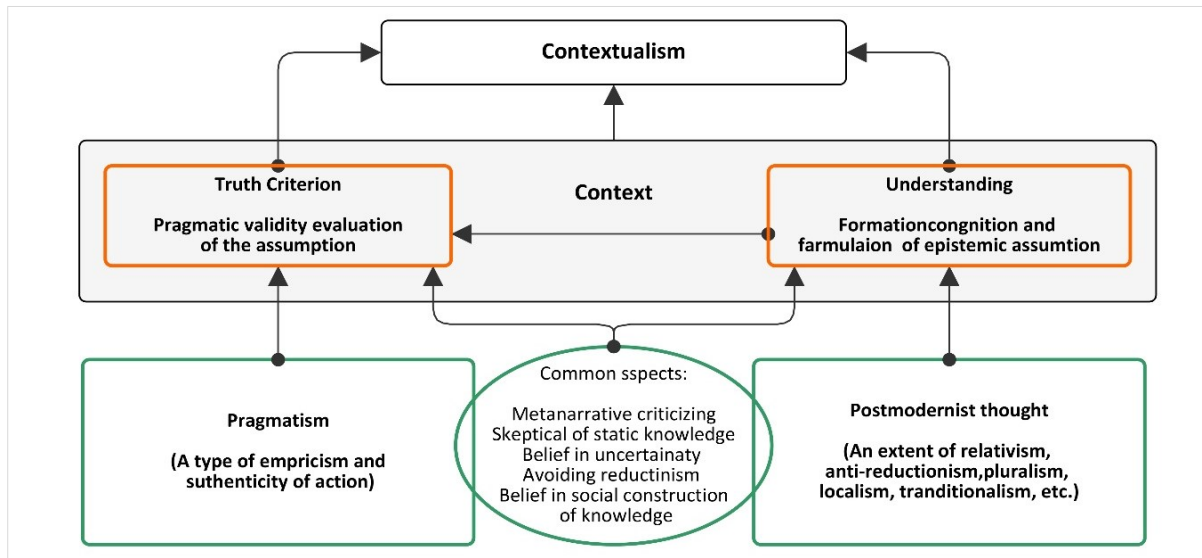 Contextualism
Truth Criterion
Pragmatic validity evaluation
of the assumption
Context
Understanding
Formationcongnition and
farmulaion of epistemic assumtion
Pragmatism
(A type of empricism and
suthenticity of action)
Common sspects:
Metanarrative criticizing
Skeptical of static knowledge
Belief in uncertainaty
Avoiding reductinism
Belief in social construction
of knowledge
Postmodernist thought
(An extent of relativism,
anti-reductionism,pluralism,
localism, tranditionalism, etc.)